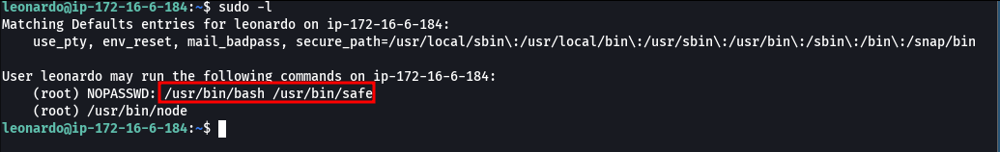 leonardo@ip-172-16-6-184:~$ sudo -l
Matching Defaults entries for leonardo on ip-172-16-6-184:
use_pty, env_reset, mail_badpass, secure_path=/usr/local/sbin\:/usr/local/bin\:/usr/sbin\:/usr/bin\:/sbin\:/bin\:/snap/bin
User leonardo may run the following commands on ip-172-16-6-184:
(root) NOPASSWD: /usr/bin/bash /usr/bin/safe
(root) /usr/bin/node
leonardo@ip-172-16-6-184:~$